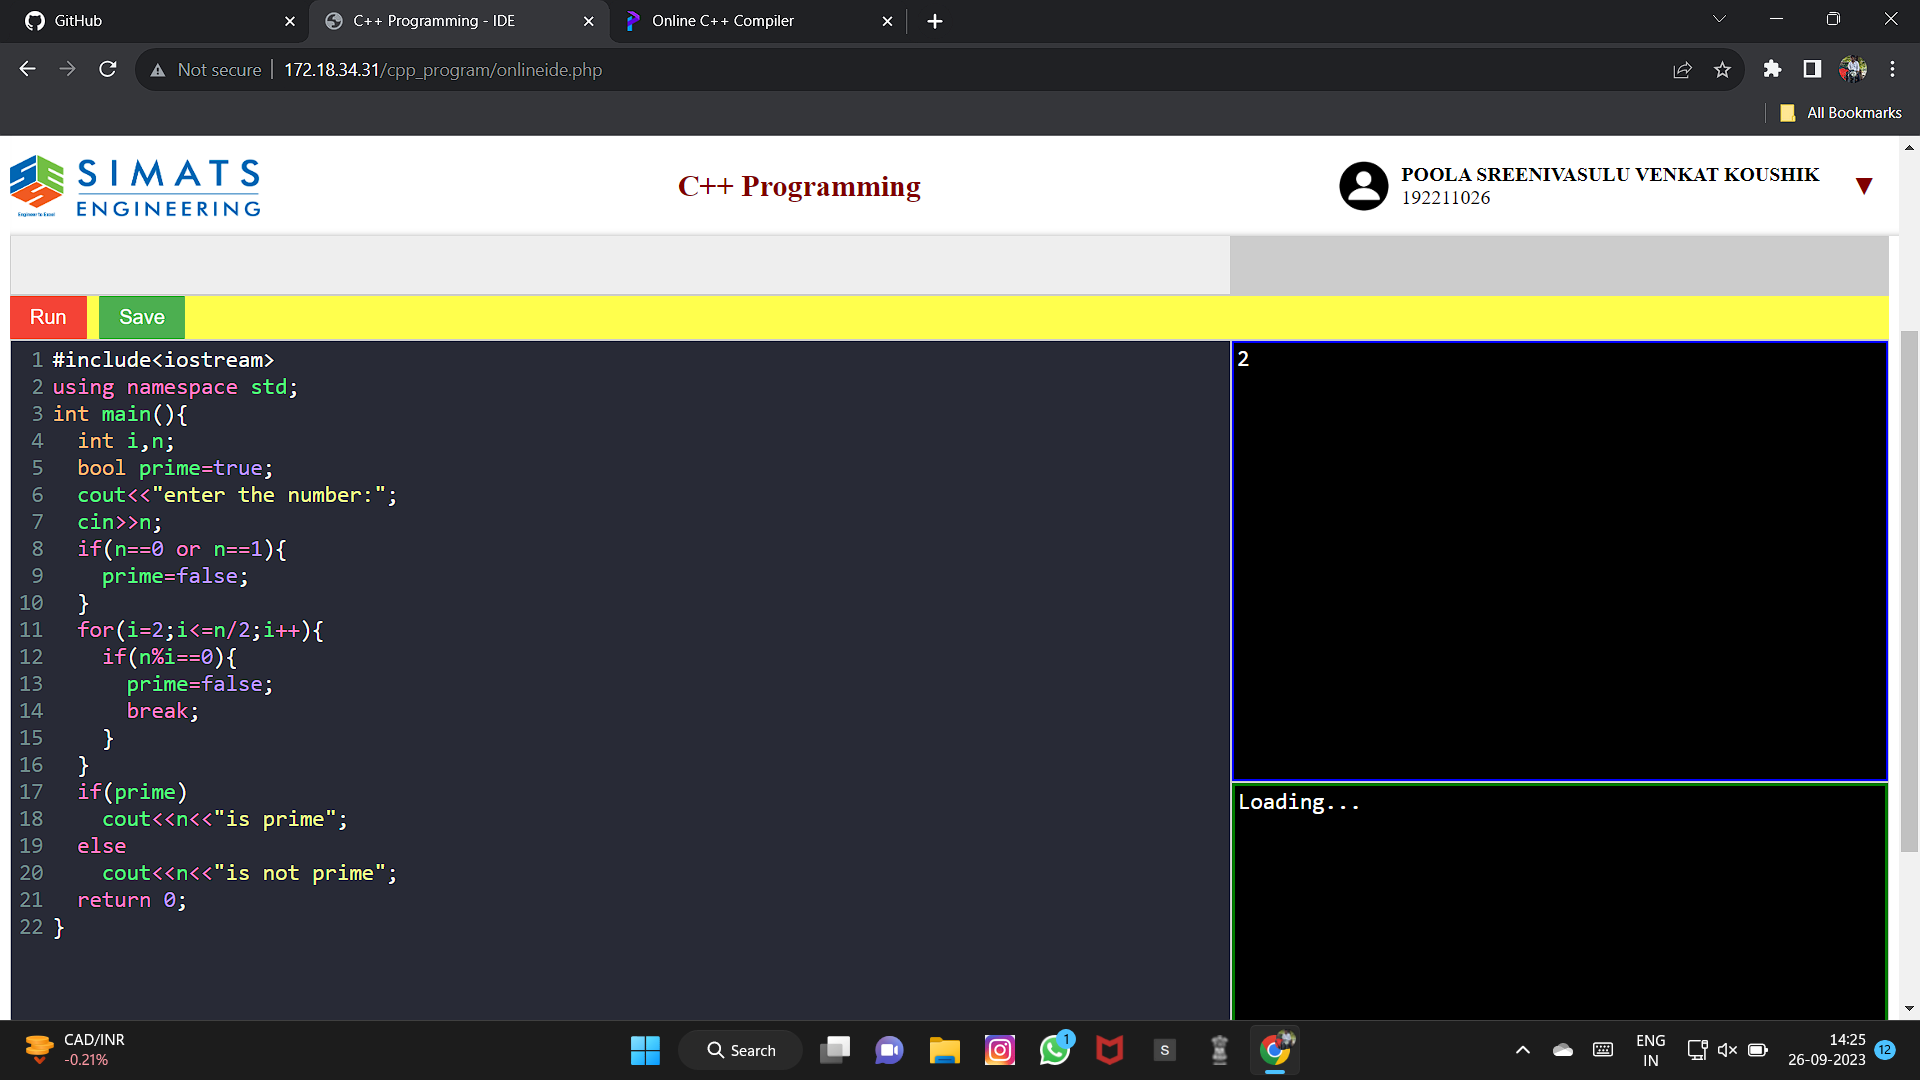 GitHub
C++ Programming - IDE
Online C++ Compiler
Not secure
172.18.34.31/cpp_program/onlineide.php
All Bookmarks
SIMATS
ENGINEERING
Engineer to Excel
C++ Programming
POOLA SREENIVASULU VENKAT KOUSHIK
192211026
Run
Save
1 #include<iostream>
2 using namespace std;
3 int main(){
4 int i,n;
5 bool prime=true;
6 cout<<"enter the number:";
7 cin>>n;
8 if(n==0 or n==1){
9 prime=false;
10 }
11 for(i=2;i<=n/2;i++){
12 if(n%i==0){
13 prime=false;
14 break;
15 }
16 }
17 if(prime)
18 cout<<n<<"is prime";
19 else
20 cout<<n<<"is not prime";
21 return 0;
22 }
2
Loading...
CAD/INR
-0.21%
Search
1
S
ENG
IN
14:25
26-09-2023
12